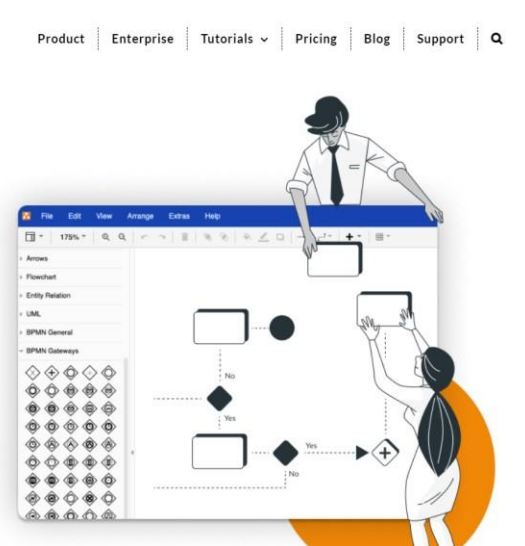 Product Enterprise Tutorials Pricing Blog Support
File Edit View Arrange Extras Help
175%
Arrows
Flowchart
Entity Relation
UML
BPMN General
BPMN Gateways
No
Yes
Yes
No